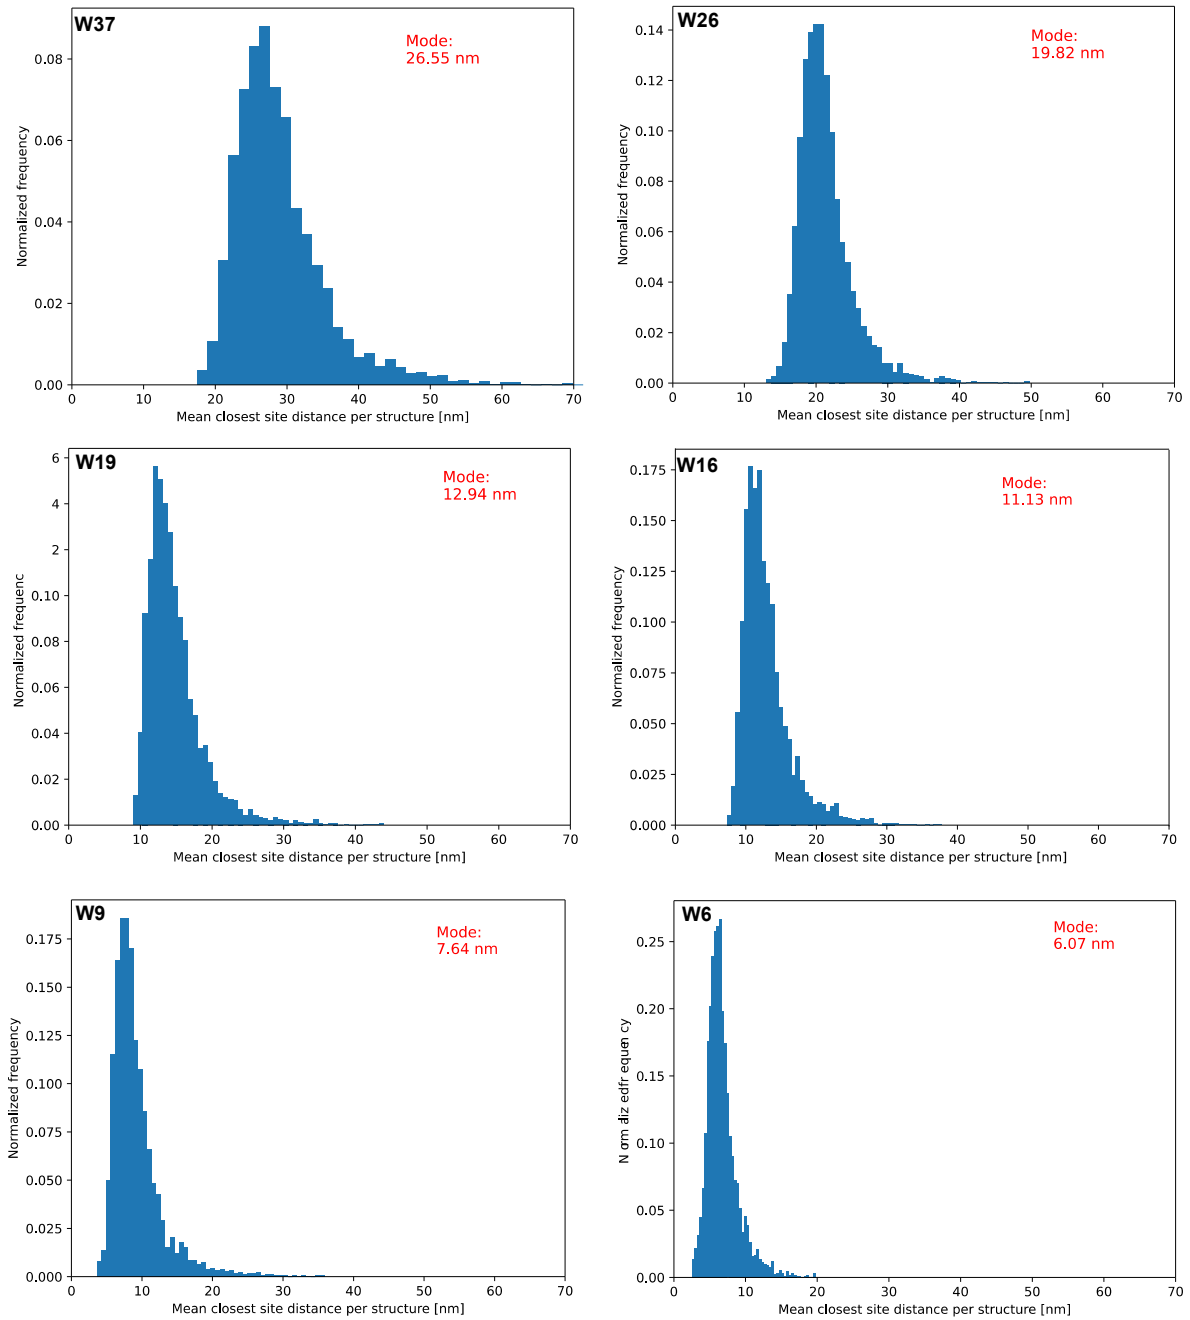 W37
Mode:
26.55 nm
0.08
0.06
0.04
0.02
0.00
Normalized frequency
0 10 20 30 40 50 60 70
Mean closest site distance per structure [nm]
W26
Mode:
19.82 nm
0.14
0.12
0.10
0.08
0.06
0.04
0.02
0.00
Normalized frequency
0 10 20 30 40 50 60 70
Mean closest site distance per structure [nm]
W19
Mode:
12.94 nm
6
4
2
0.10
0.08
0.06
0.04
0.02
0.00
Normalized frequenc
0 10 20 30 40 50 60 70
Mean closest site distance per structure [nm]
W16
Mode:
11.13 nm
0.175
0.150
0.125
0.100
0.075
0.050
0.025
0.000
Normalized frequency
0 10 20 30 40 50 60 70
Mean closest site distance per structure [nm]
W9
Mode:
7.64 nm
0.175
0.150
0.125
0.100
0.075
0.050
0.025
0.000
Normalized frequency
0 10 20 30 40 50 60 70
Mean closest site distance per structure [nm]
W6
Mode:
6.07 nm
0.25
0.20
0.15
0.10
0.05
0.00
N orm diz edfr equen cy
0 10 20 30 40 50 60 70
Mean closest site distance per structure [nm]